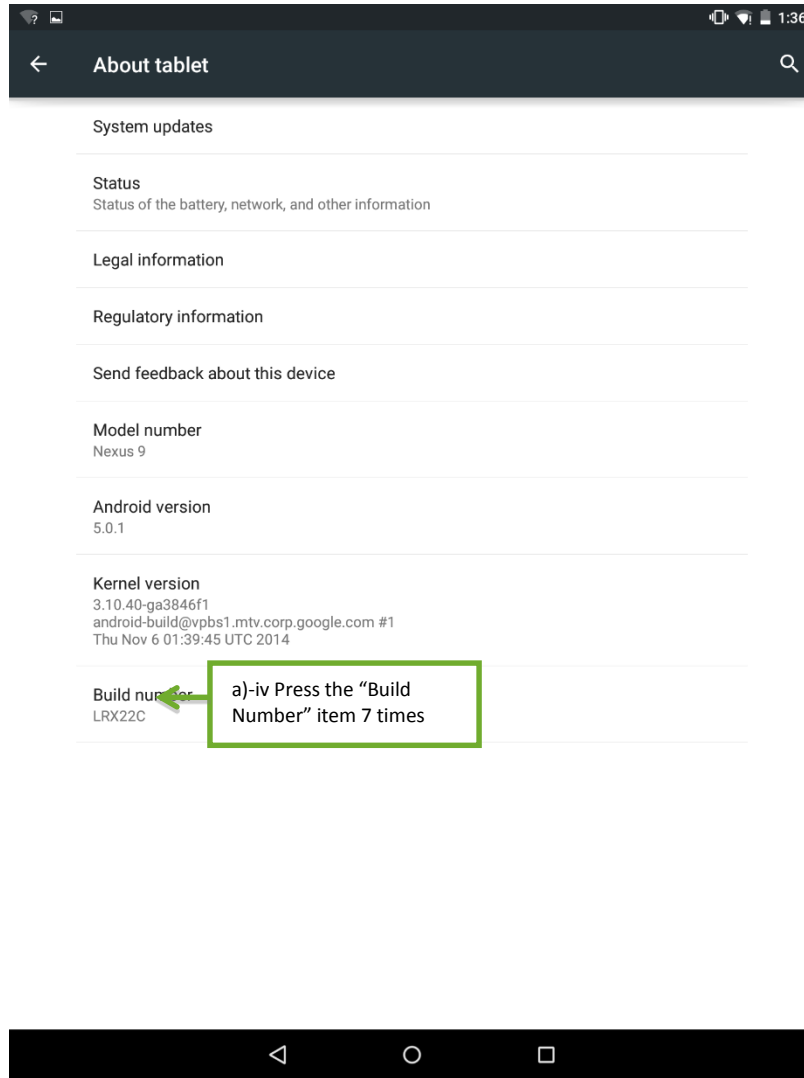 1:36
About tablet
System updates
Status
Status of the battery, network, and other information
Legal information
Regulatory information
Send feedback about this device
Model number
Nexus 9
Android version
5.0.1
Kernel version
3.10.40-ga3846f1
android-build@vpbs1.mtv.corp.google.com #1
Thu Nov 6 01:39:45 UTC 2014
Build number
LRX22C
a)-iv Press the “Build
Number” item 7 times